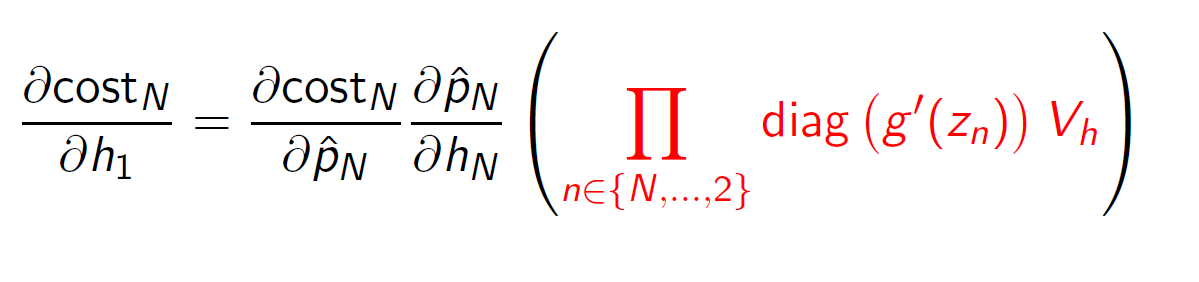 ∂cost_N/∂h_1 = ∂cost_N/∂p̂_N ∂p̂_N/∂h_N ( ∏_{n∈{N,...,2}} diag (g′(z_n)) V_h )